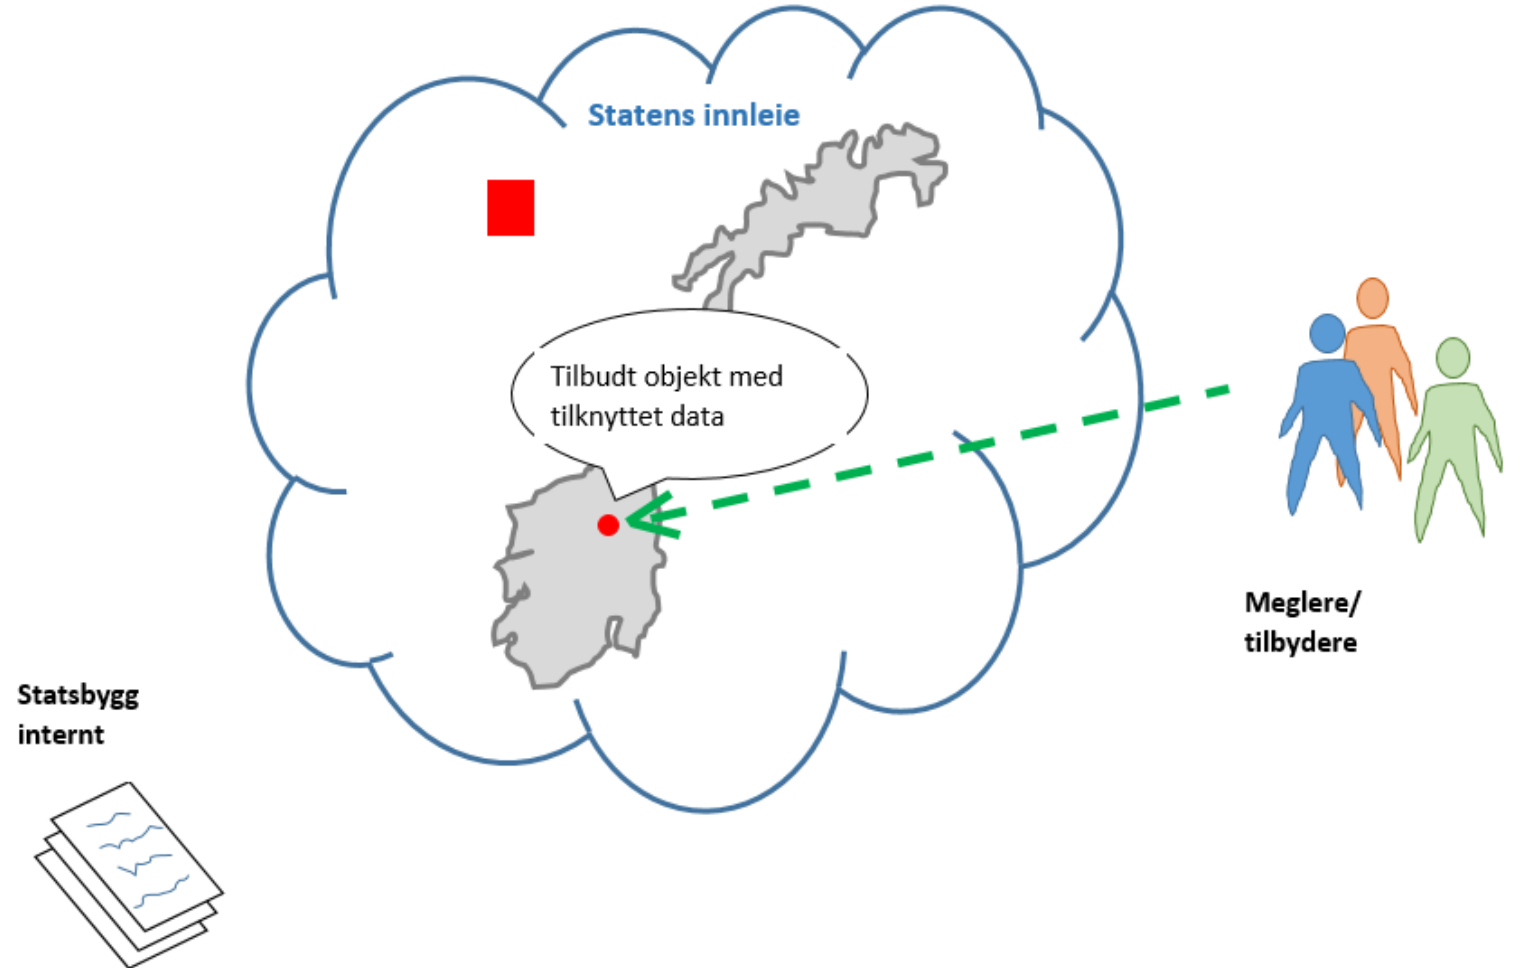 Statens innleie
Tilbudt objekt med
tilknyttet data
Meglere/
tilbydere
Statsbygg
internt